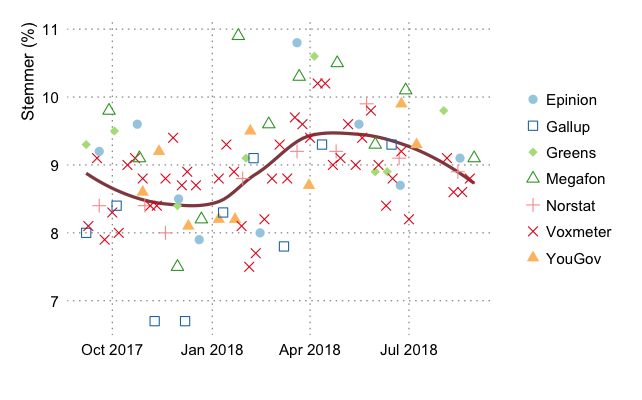 Stemmer (%)
11
10
9
8
7
Oct 2017
Jan 2018
Apr 2018
Jul 2018
Epinion
Gallup
Greens
Megafon
Norstat
Voxmeter
YouGov